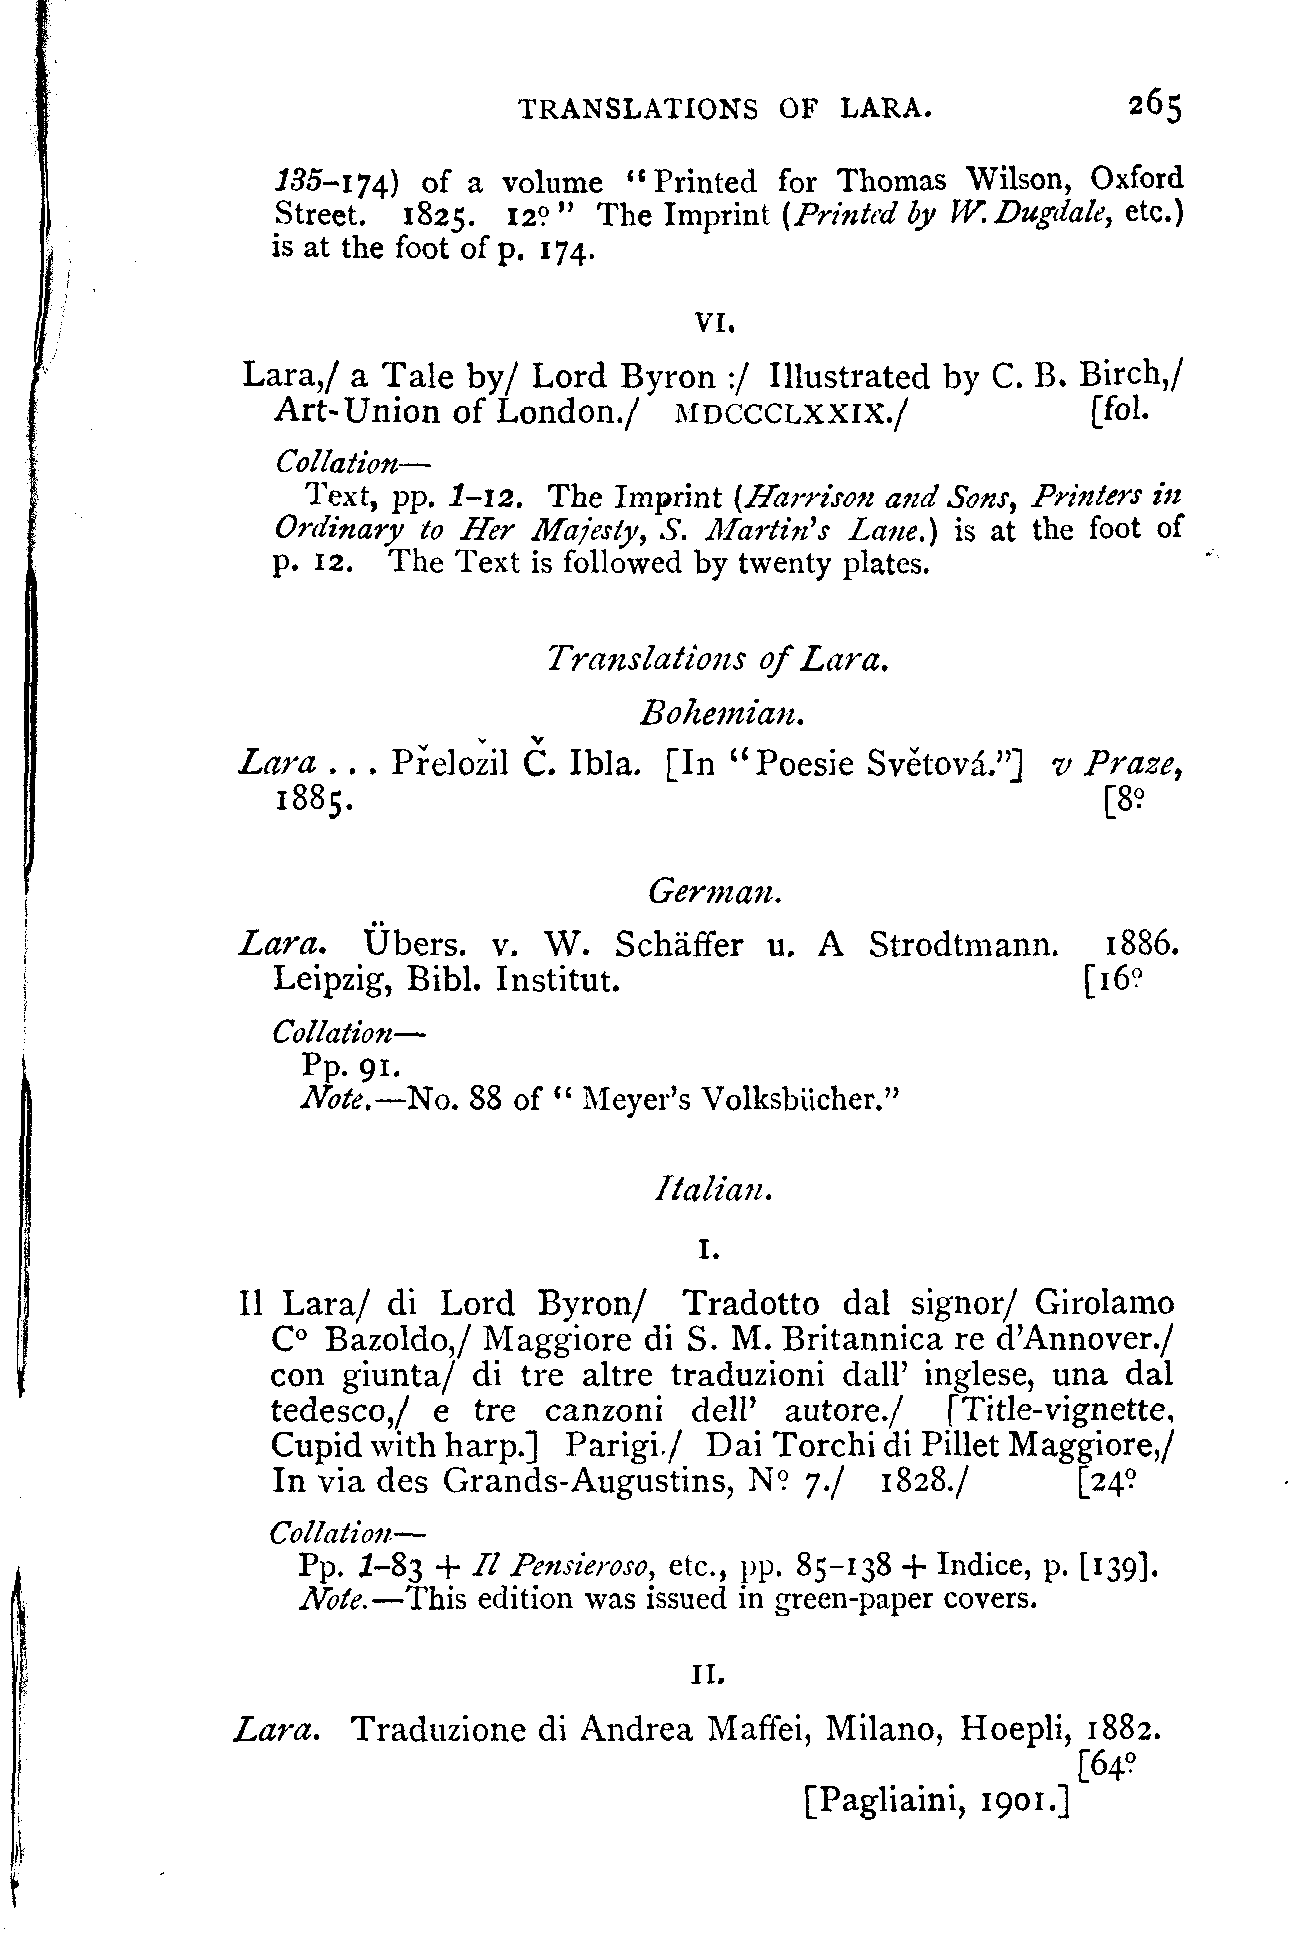 TRANSLATIONS OF LARA. 265
135–174) of a volume “Printed for Thomas Wilson, Oxford
Street. 1825. 12º” The Imprint (Printed by W. Dugdale, etc.)
is at the foot of p. 174.
VI.
Lara,/ a Tale by/ Lord Byron :/ Illustrated by C. B. Birch,/
Art-Union of London./ MDCCCLXXIX./ [fol.
Collation—
Text, pp. 1–12. The Imprint (Harrison and Sons, Printers in
Ordinary to Her Majesty, S. Martin's Lane.) is at the foot of
p. 12. The Text is followed by twenty plates.
Translations of Lara.
Bohemian.
Lara . . . Přeložil Č. Ibla. [In “Poesie Světová.”] v Praze,
1885. [8º
German.
Lara. Übers. v. W. Schäffer u. A Strodtmann. 1886.
Leipzig, Bibl. Institut. [16º
Collation—
Pp. 91.
Note.—No. 88 of “ Meyer's Volksbücher.”
Italian.
I.
Il Lara/ di Lord Byron/ Tradotto dal signor/ Girolamo
Cº Bazoldo,/ Maggiore di S. M. Britannica re d'Annover./
con giunta/ di tre altre traduzioni dall' inglese, una dal
tedesco,/ e tre canzoni dell' autore./ [Title-vignette,
Cupid with harp.] Parigi./ Dai Torchi di Pillet Maggiore,/
In via des Grands-Augustins, Nº 7./ 1828./ [24º
Collation—
Pp. 1–83 + Il Pensieroso, etc., pp. 85–138 + Indice, p. [139].
Note.—This edition was issued in green-paper covers.
II.
Lara. Traduzione di Andrea Maffei, Milano, Hoepli, 1882.
[64º
[Pagliaini, 1901.]